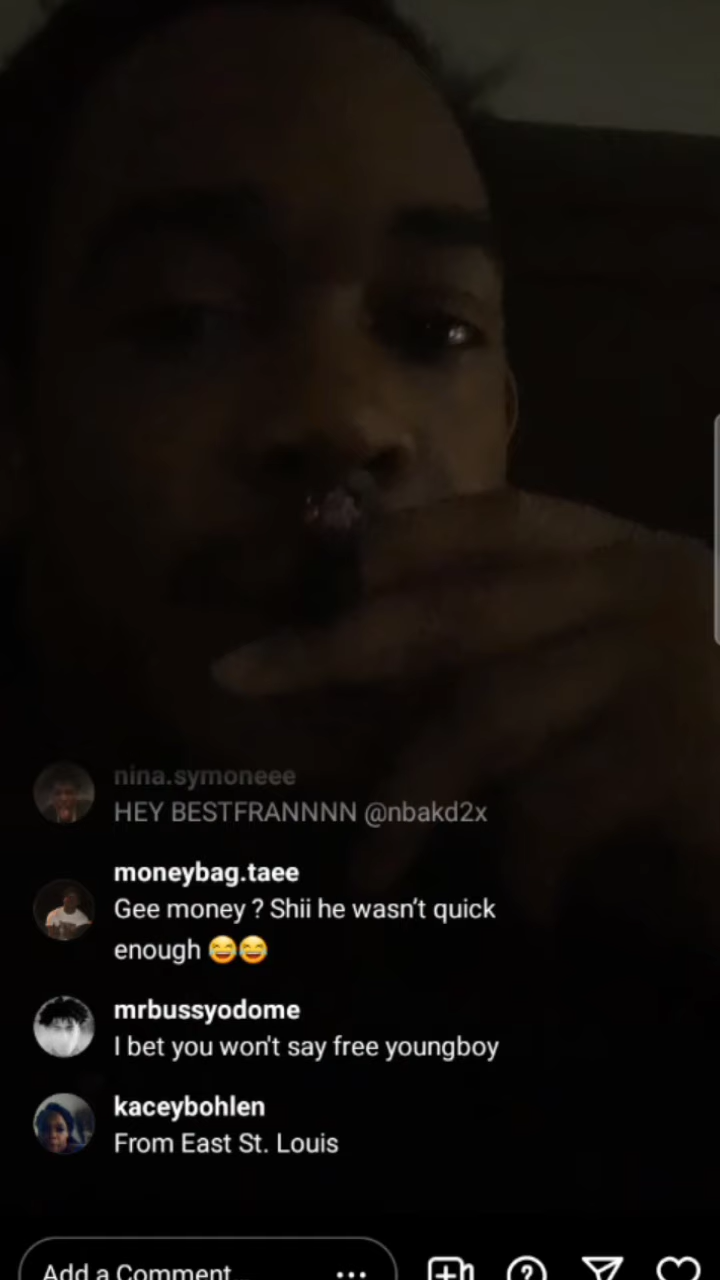 nina.symoneee
HEY BESTFRANNNN @nbakd2x
moneybag.taee
Gee money ? Shii he wasn't quick
enough 😂😂
mrbussyodome
I bet you won't say free youngboy
kaceybohlen
From East St. Louis
Add a Comment...